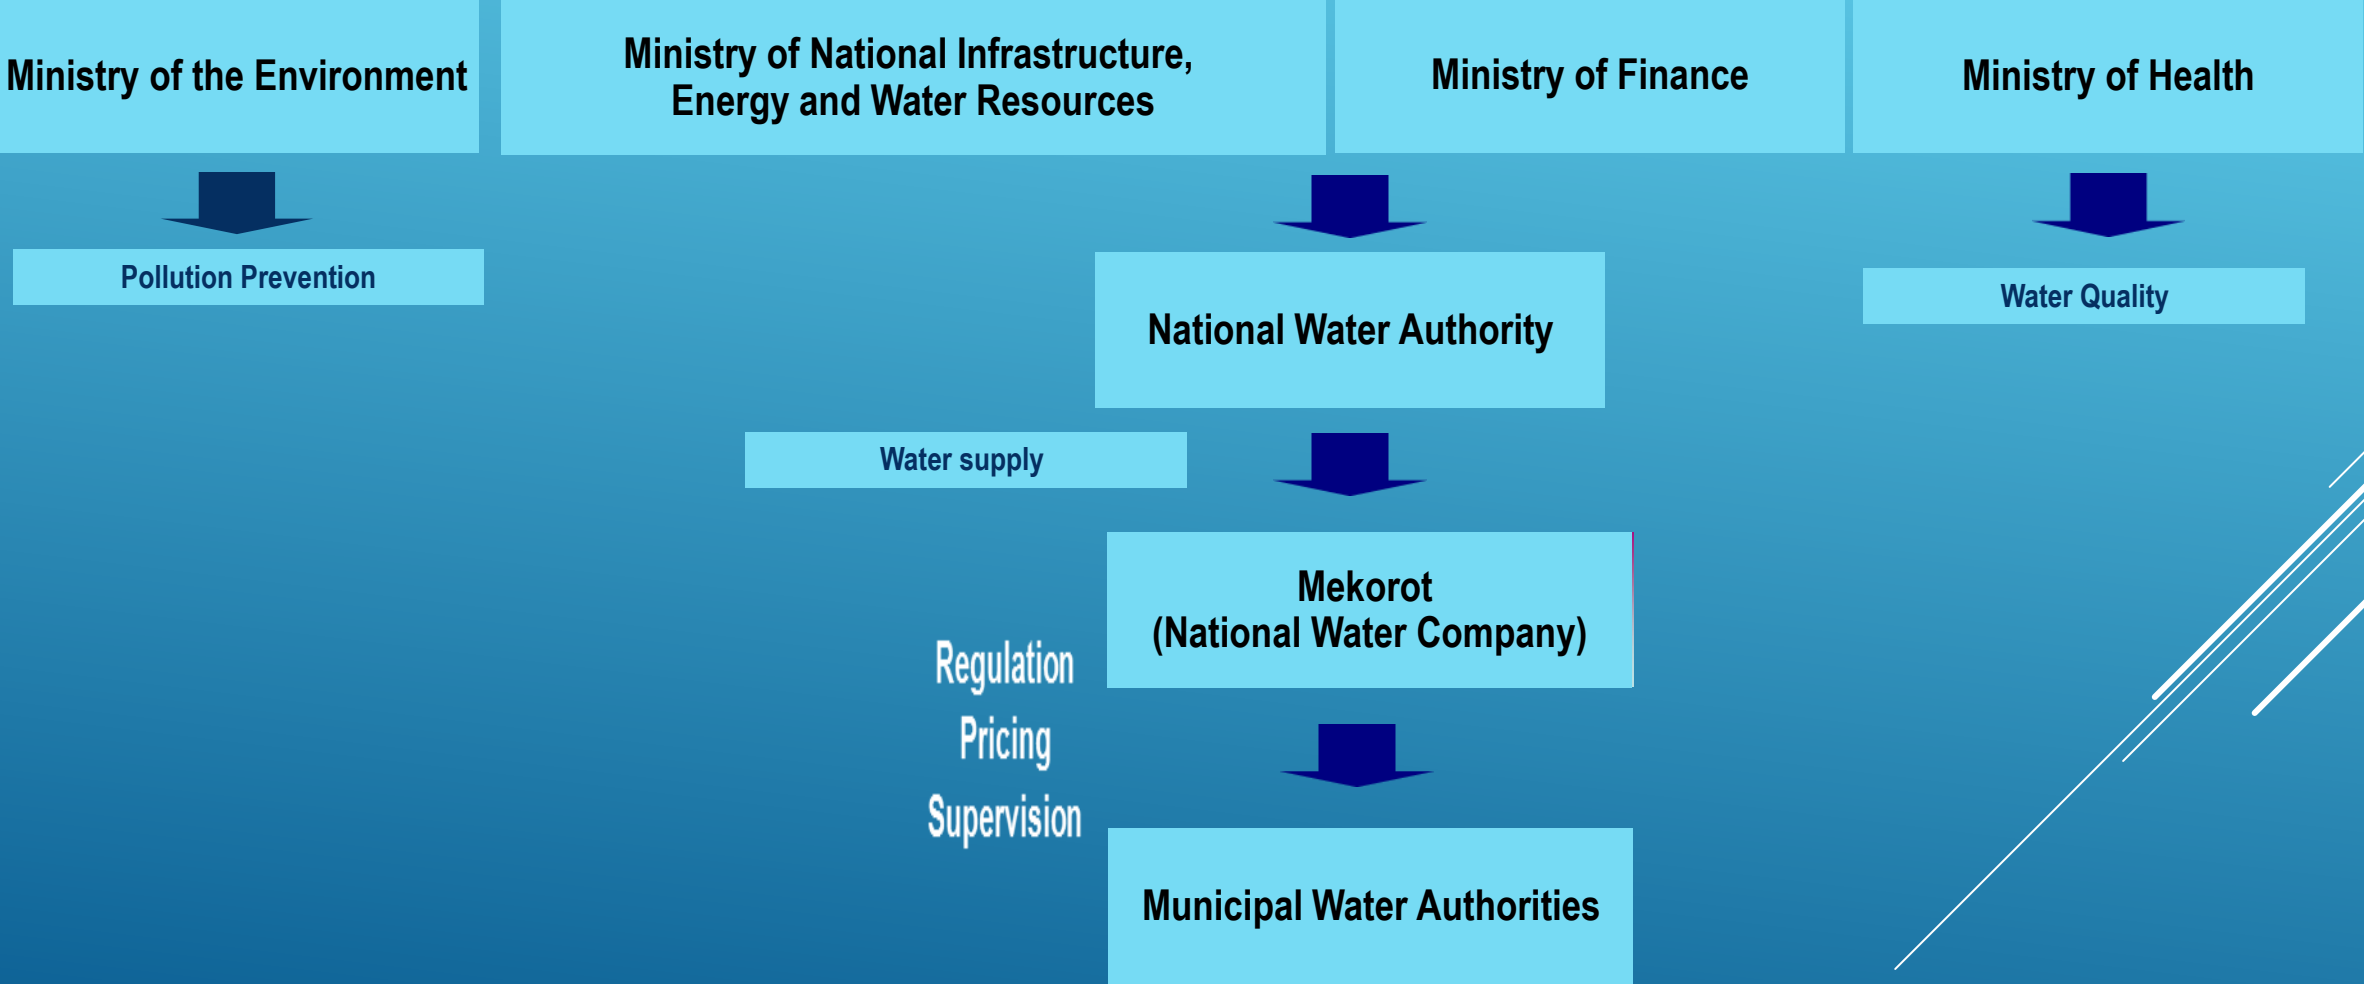 Ministry of the Environment
Ministry of National Infrastructure,
Energy and Water Resources
Ministry of Finance
Ministry of Health
Pollution Prevention
National Water Authority
Water Quality
Water supply
Mekorot
(National Water Company)
Regulation
Pricing
Supervision
Municipal Water Authorities